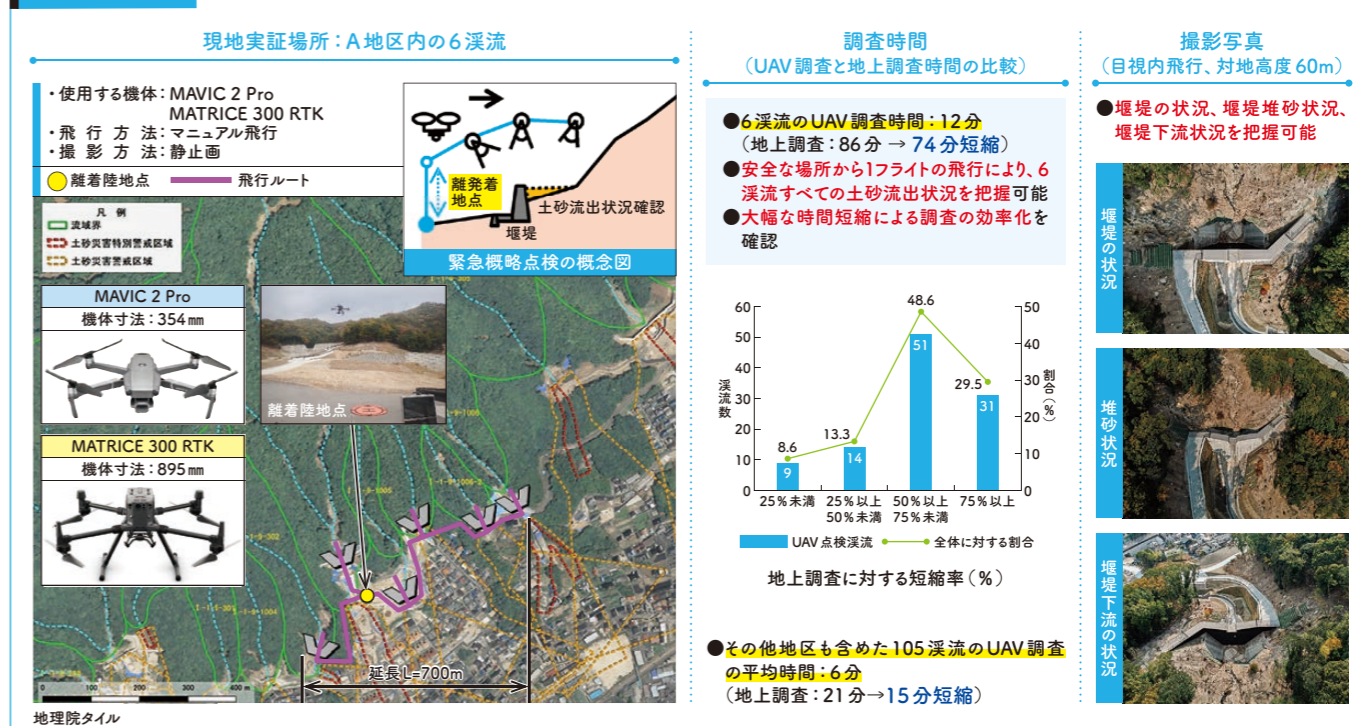 現地実証場所：A地区内の6渓流
・使用する機体：MAVIC 2 Pro
MATRICE 300 RTK
・飛行方法：マニュアル飛行
・撮影方法：静止画
離着陸地点
飛行ルート
凡例
流域界
土砂災害特別警戒区域
土砂災害警戒区域
離発着
地点
土砂流出状況確認
堰堤
緊急概略点検の概念図
MAVIC 2 Pro
機体寸法：354㎜
離着陸地点
MATRICE 300 RTK
機体寸法：895㎜
延長L=700m
0 100 200 300 400 m
地理院タイル
調査時間
（UAV調査と地上調査時間の比較）
●6渓流のUAV調査時間：12分
（地上調査：86分 → 74分短縮）
●安全な場所から1フライトの飛行により、6
渓流すべての土砂流出状況を把握可能
●大幅な時間短縮による調査の効率化を
確認
渓流数
60
50
40
30
20
10
0
割合（%）
50
40
30
20
10
0
8.6
13.3
48.6
29.5
9
14
51
31
25％未満
25％以上
50％未満
50％以上
75％未満
75％以上
UAV点検渓流
全体に対する割合
地上調査に対する短縮率（%）
●その他地区も含めた105渓流のUAV調査
の平均時間：6分
（地上調査：21分→15分短縮）
撮影写真
（目視内飛行、対地高度60m）
●堰堤の状況、堰堤堆砂状況、
堰堤下流状況を把握可能
堰堤の状況
堆砂状況
堰堤下流の状況